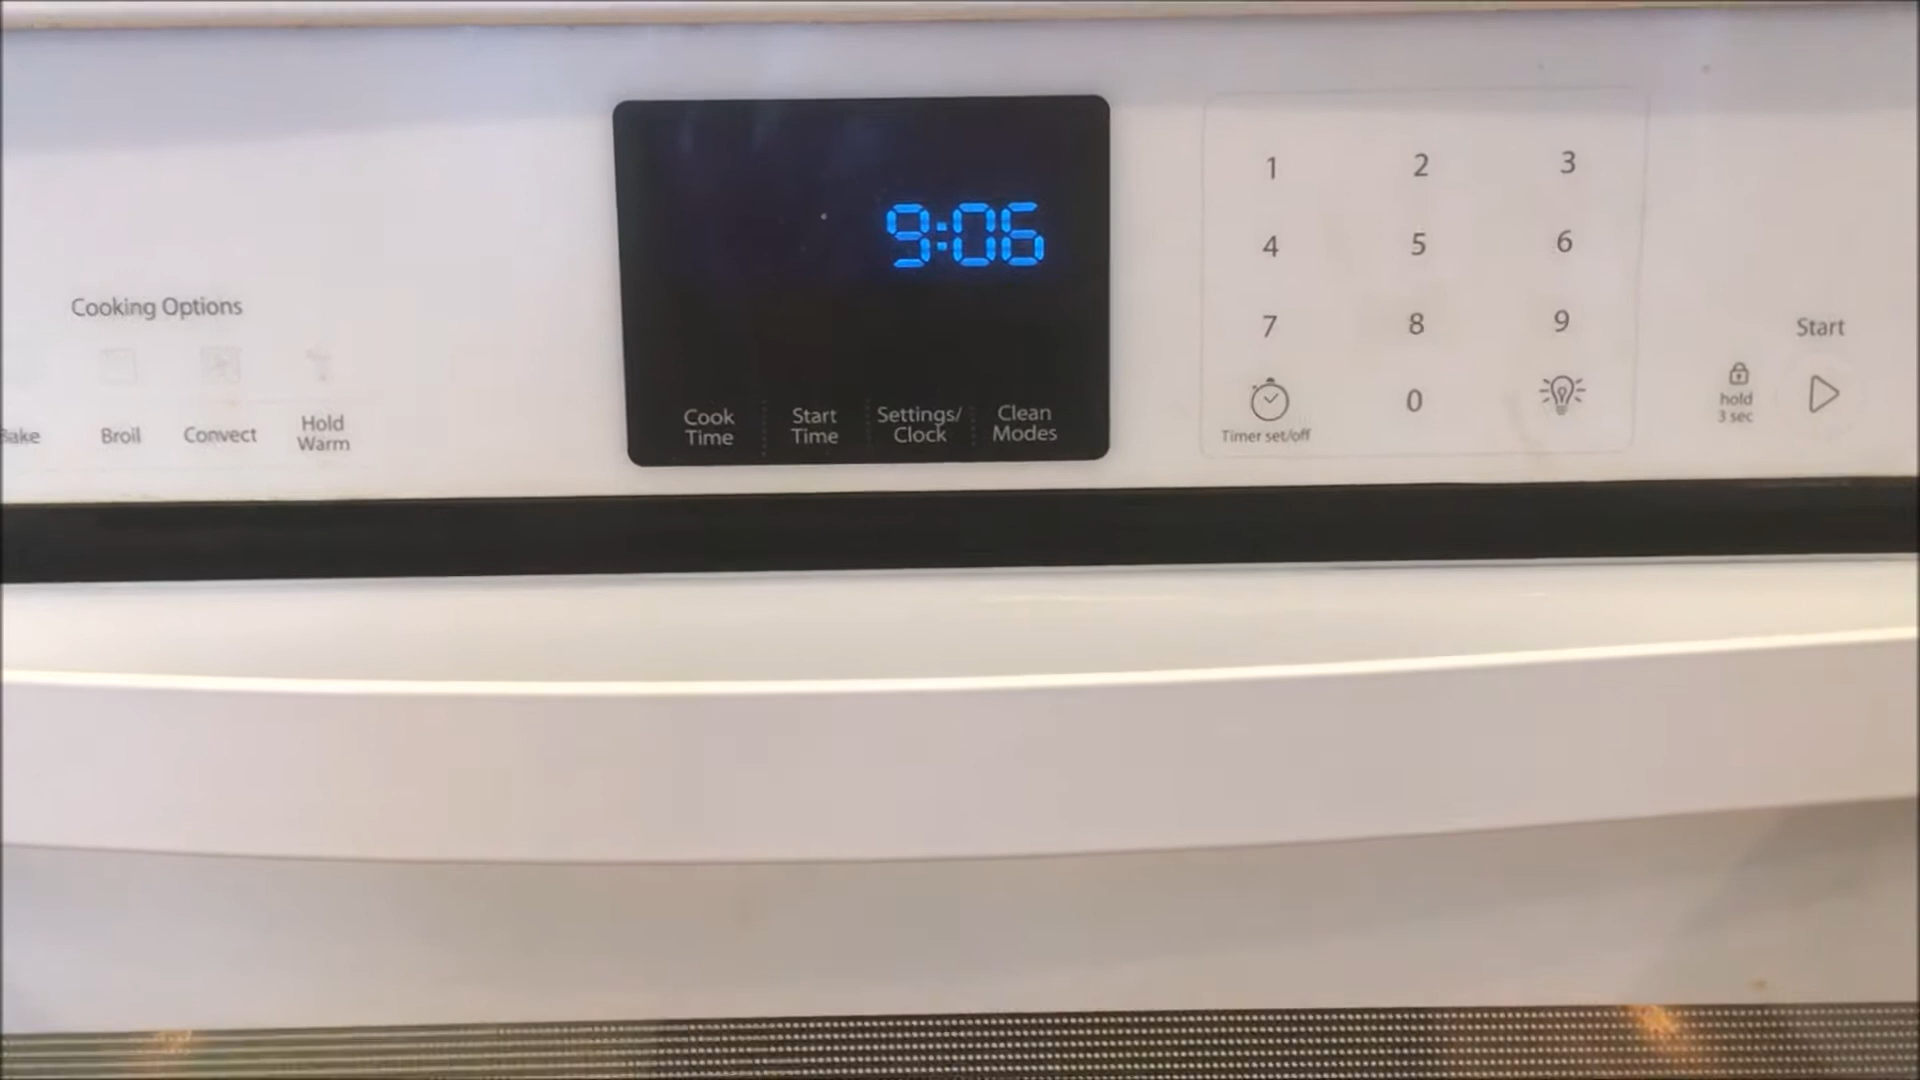 9:06
Cooking Options
Bake
Broil
Convect
Hold
Warm
Cook
Time
Start
Time
Settings/
Clock
Clean
Modes
1 2 3
4 5 6
7 8 9
0
Timer set/off
hold
3 sec
Start